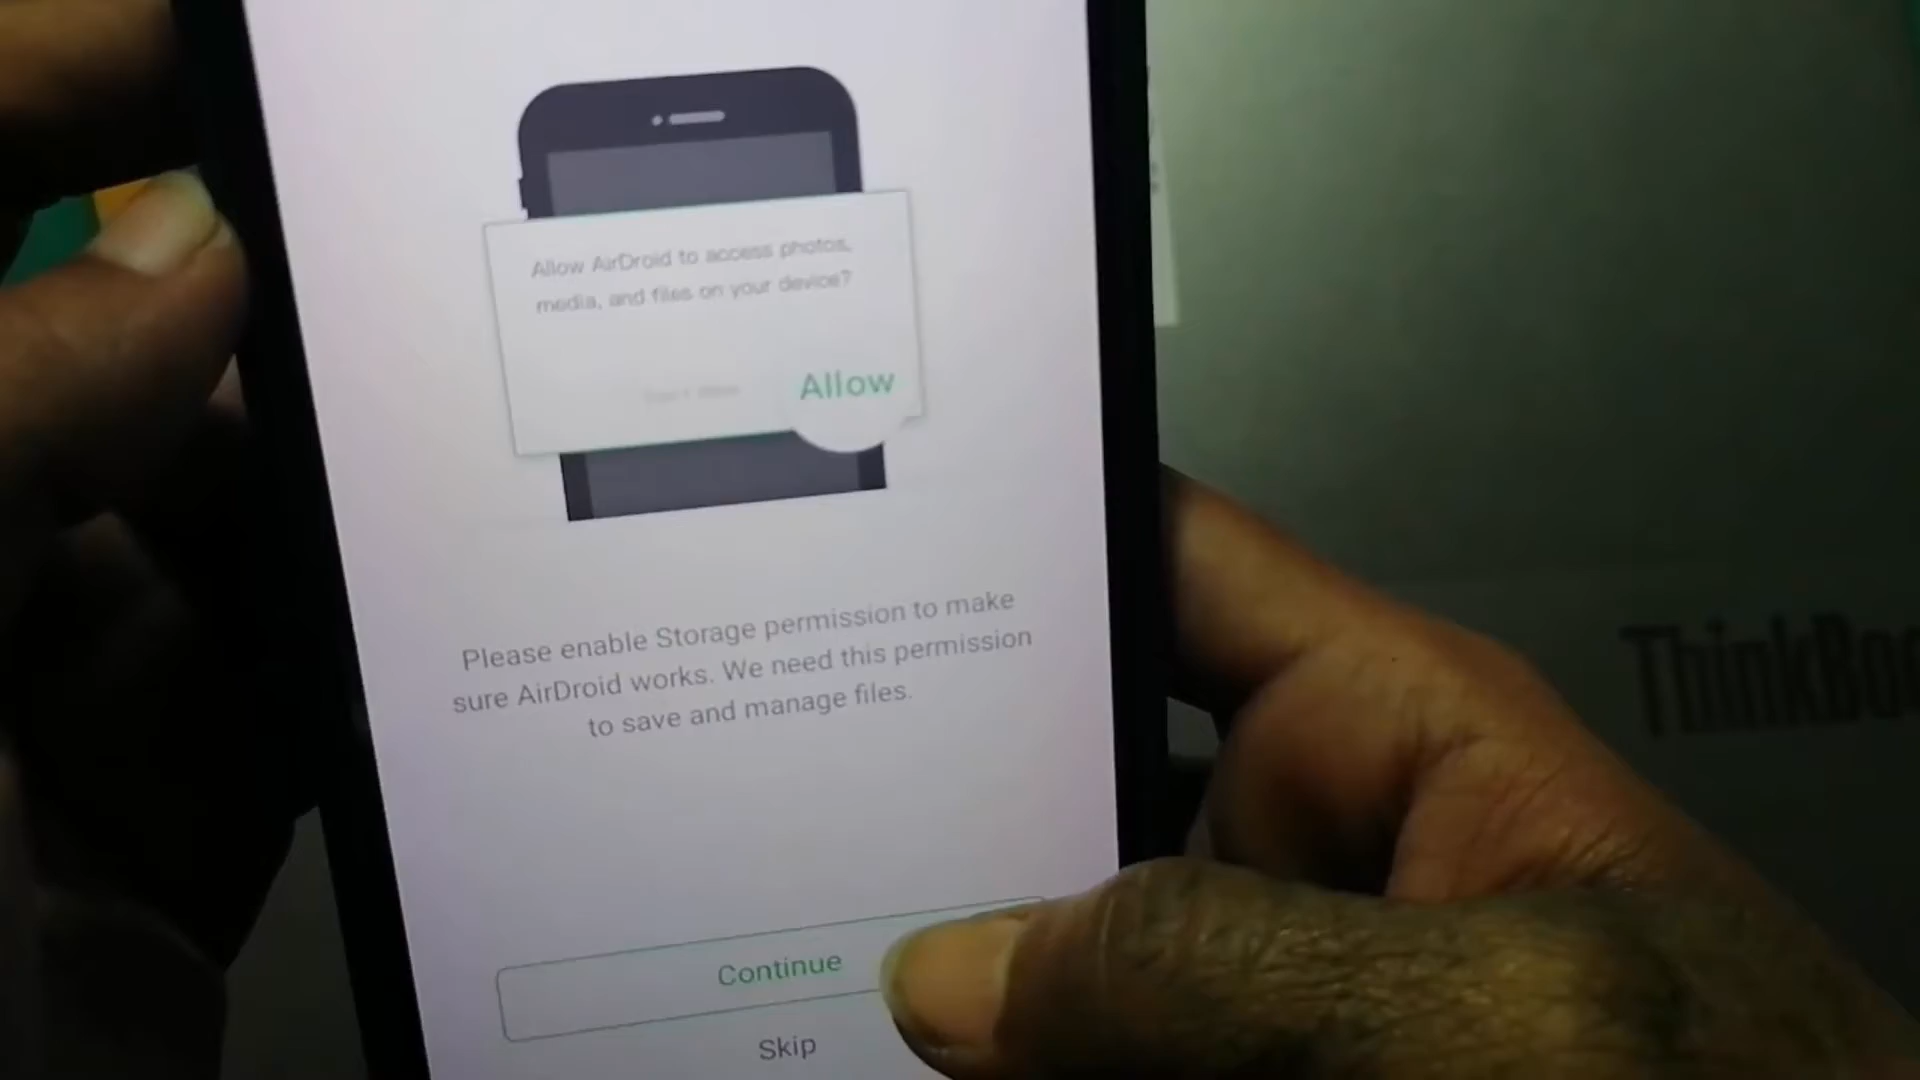 Allow AirDroid to access photos,
media, and files on your device?
Allow
Please enable Storage permission to make
sure AirDroid works. We need this permission
to save and manage files.
Continue
Skip